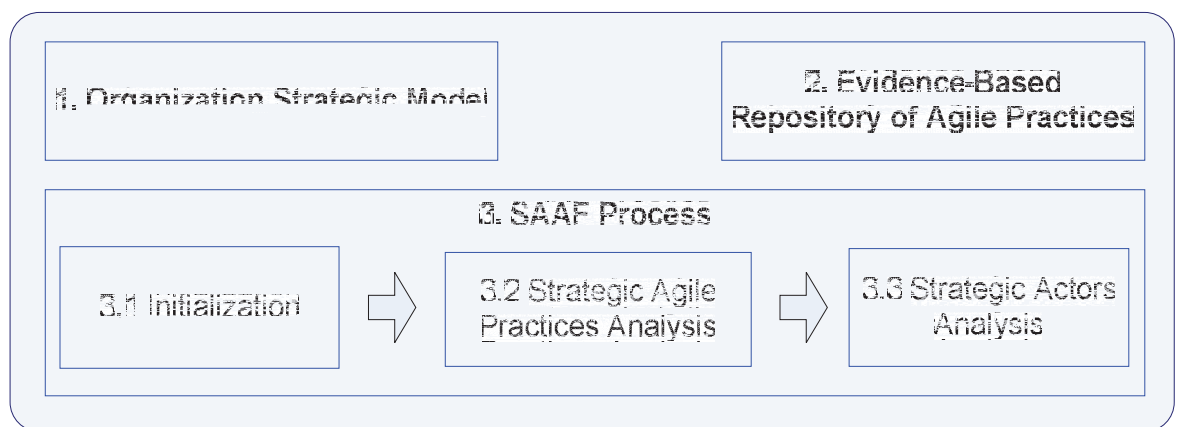 1. Organization Strategic Model
2. Evidence-Based
Repository of Agile Practices
3. SAAF Process
3.1 Initialization
3.2 Strategic Agile
Practices Analysis
3.3 Strategic Actors
Analysis